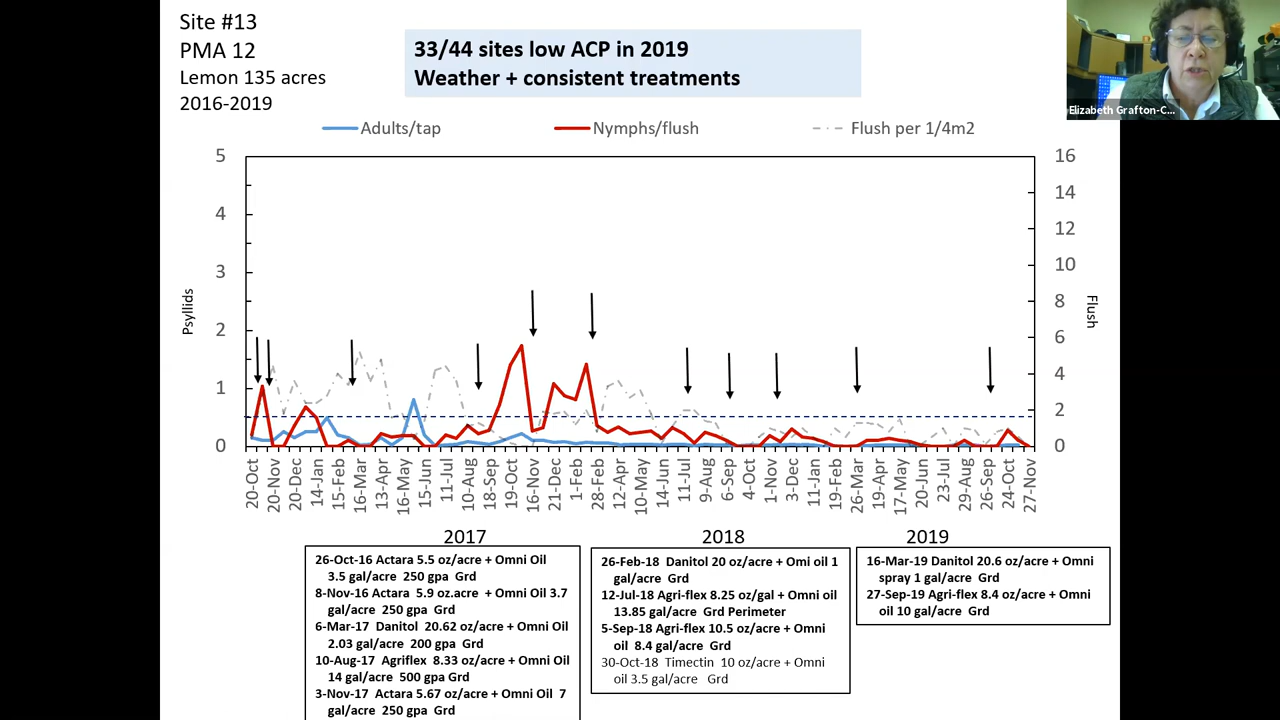 Site #13
PMA 12
Lemon 135 acres
2016-2019
33/44 sites low ACP in 2019
Weather + consistent treatments
Elizabeth Grafton-C...
Adults/tap
Nymphs/flush
Flush per 1/4m2
5
4
3
2
1
0
Psyllids
16
14
12
10
8
6
4
2
0
Flush
20-Oct
20-Nov
20-Dec
14-Jan
15-Feb
16-Mar
13-Apr
16-May
15-Jun
11-Jul
10-Aug
18-Sep
19-Oct
16-Nov
21-Dec
1-Feb
28-Feb
12-Apr
10-May
14-Jun
11-Jul
9-Aug
6-Sep
4-Oct
1-Nov
3-Dec
11-Jan
19-Feb
26-Mar
19-Apr
17-May
20-Jun
23-Jul
29-Aug
26-Sep
24-Oct
27-Nov
2017
2018
2019
26-Oct-16 Actara 5.5 oz/acre + Omni Oil
3.5 gal/acre 250 gpa Grd
8-Nov-16 Actara 5.9 oz.acre + Omni Oil 3.7
gal/acre 250 gpa Grd
6-Mar-17 Danitol 20.62 oz/acre + Omni Oil
2.03 gal/acre 200 gpa Grd
10-Aug-17 Agriflex 8.33 oz/acre + Omni Oil
14 gal/acre 500 gpa Grd
3-Nov-17 Actara 5.67 oz/acre + Omni Oil 7
gal/acre 250 gpa Grd
26-Feb-18 Danitol 20 oz/acre + Omi oil 1
gal/acre Grd
12-Jul-18 Agri-flex 8.25 oz/gal + Omni oil
13.85 gal/acre Grd Perimeter
5-Sep-18 Agri-flex 10.5 oz/acre + Omni
oil 8.4 gal/acre Grd
30-Oct-18 Timectin 10 oz/acre + Omni
oil 3.5 gal/acre Grd
16-Mar-19 Danitol 20.6 oz/acre + Omni
spray 1 gal/acre Grd
27-Sep-19 Agri-flex 8.4 oz/acre + Omni
oil 10 gal/acre Grd